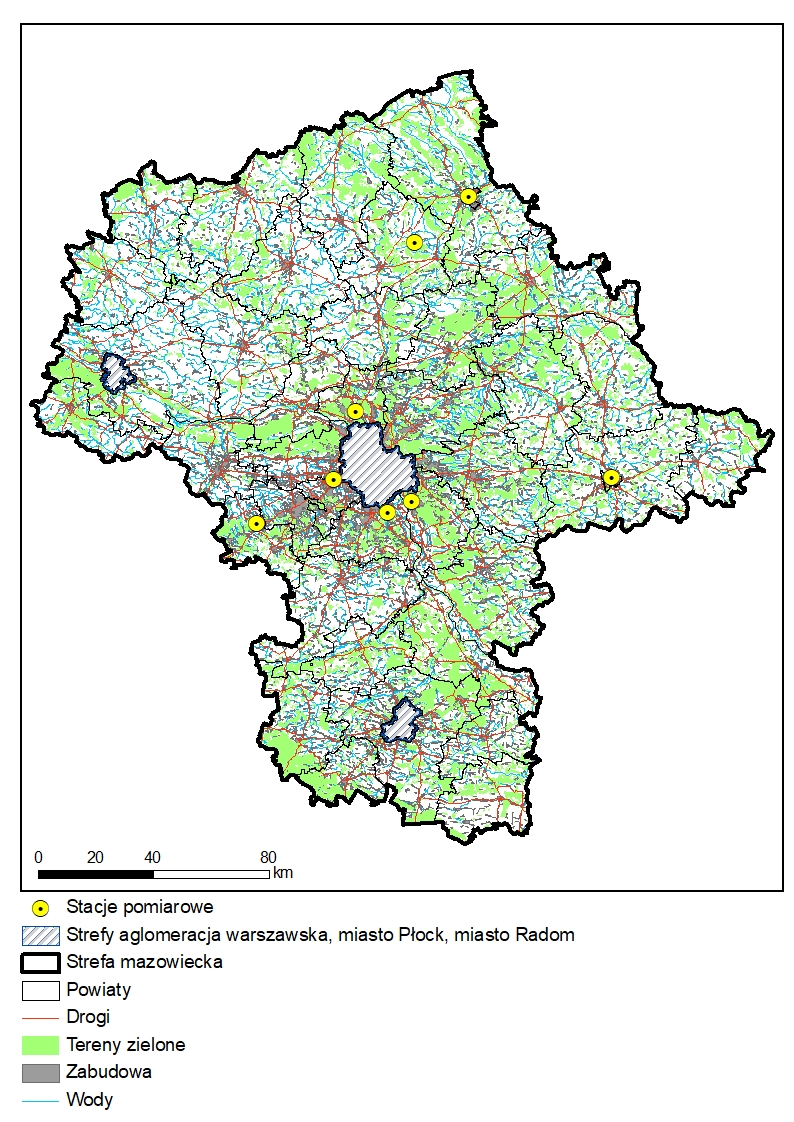 0 20 40 80
km
Stacje pomiarowe
Strefy aglomeracja warszawska, miasto Płock, miasto Radom
Strefa mazowiecka
Powiaty
Drogi
Tereny zielone
Zabudowa
Wody